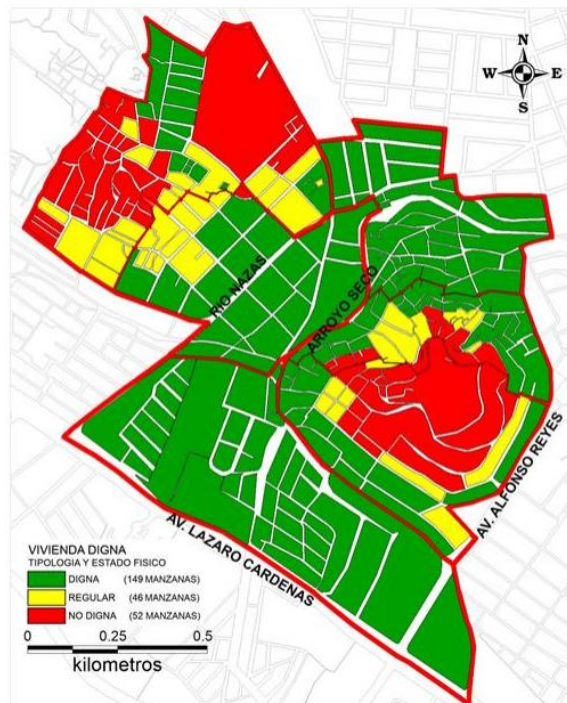 N
W E
S
RIO NAZAS
ARROYO SECO
AV. ALFONSO REYES
AV. LAZARO CARDENAS
VIVIENDA DIGNA
TIPOLOGIA Y ESTADO FISICO
DIGNA (149 MANZANAS)
REGULAR (46 MANZANAS)
NO DIGNA (52 MANZANAS)
0 0.25 0.5
kilometros